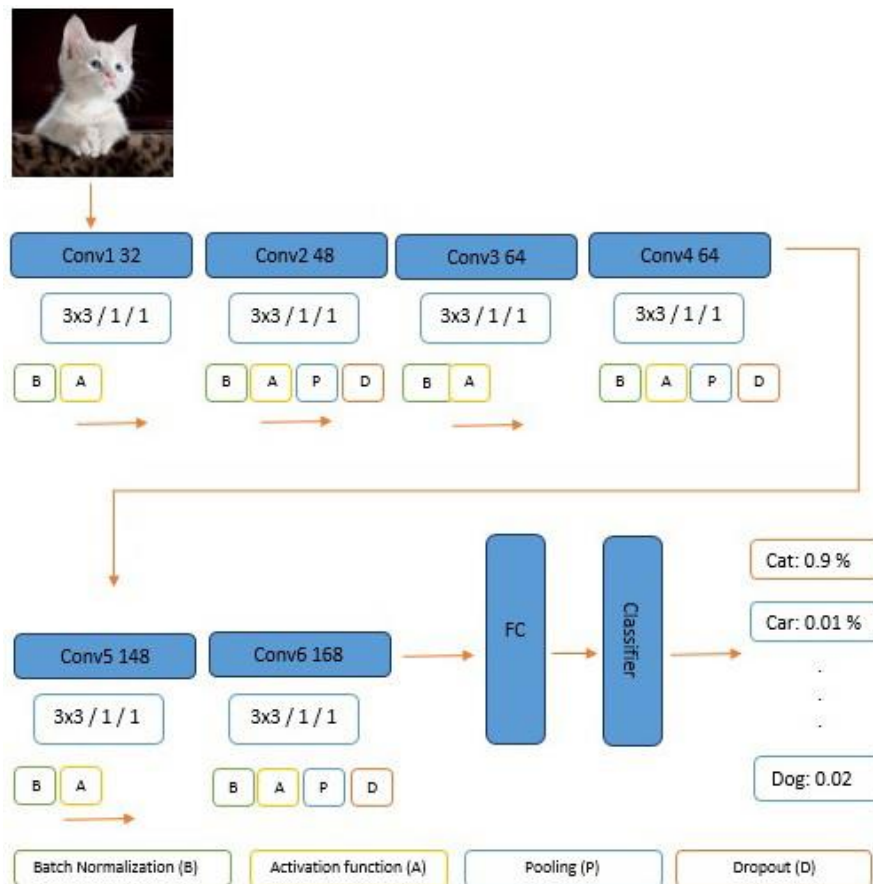 Conv1 32
Conv2 48
Conv3 64
Conv4 64
3x3 / 1 / 1
3x3 / 1 / 1
3x3 / 1 / 1
3x3 / 1 / 1
B A
B A P D
B A
B A P D
Conv5 148
Conv6 168
3x3 / 1 / 1
3x3 / 1 / 1
B A
B A P D
FC
Classifier
Cat: 0.9 %
Car: 0.01 %
.
.
.
Dog: 0.02
Batch Normalization (B)
Activation function (A)
Pooling (P)
Dropout (D)